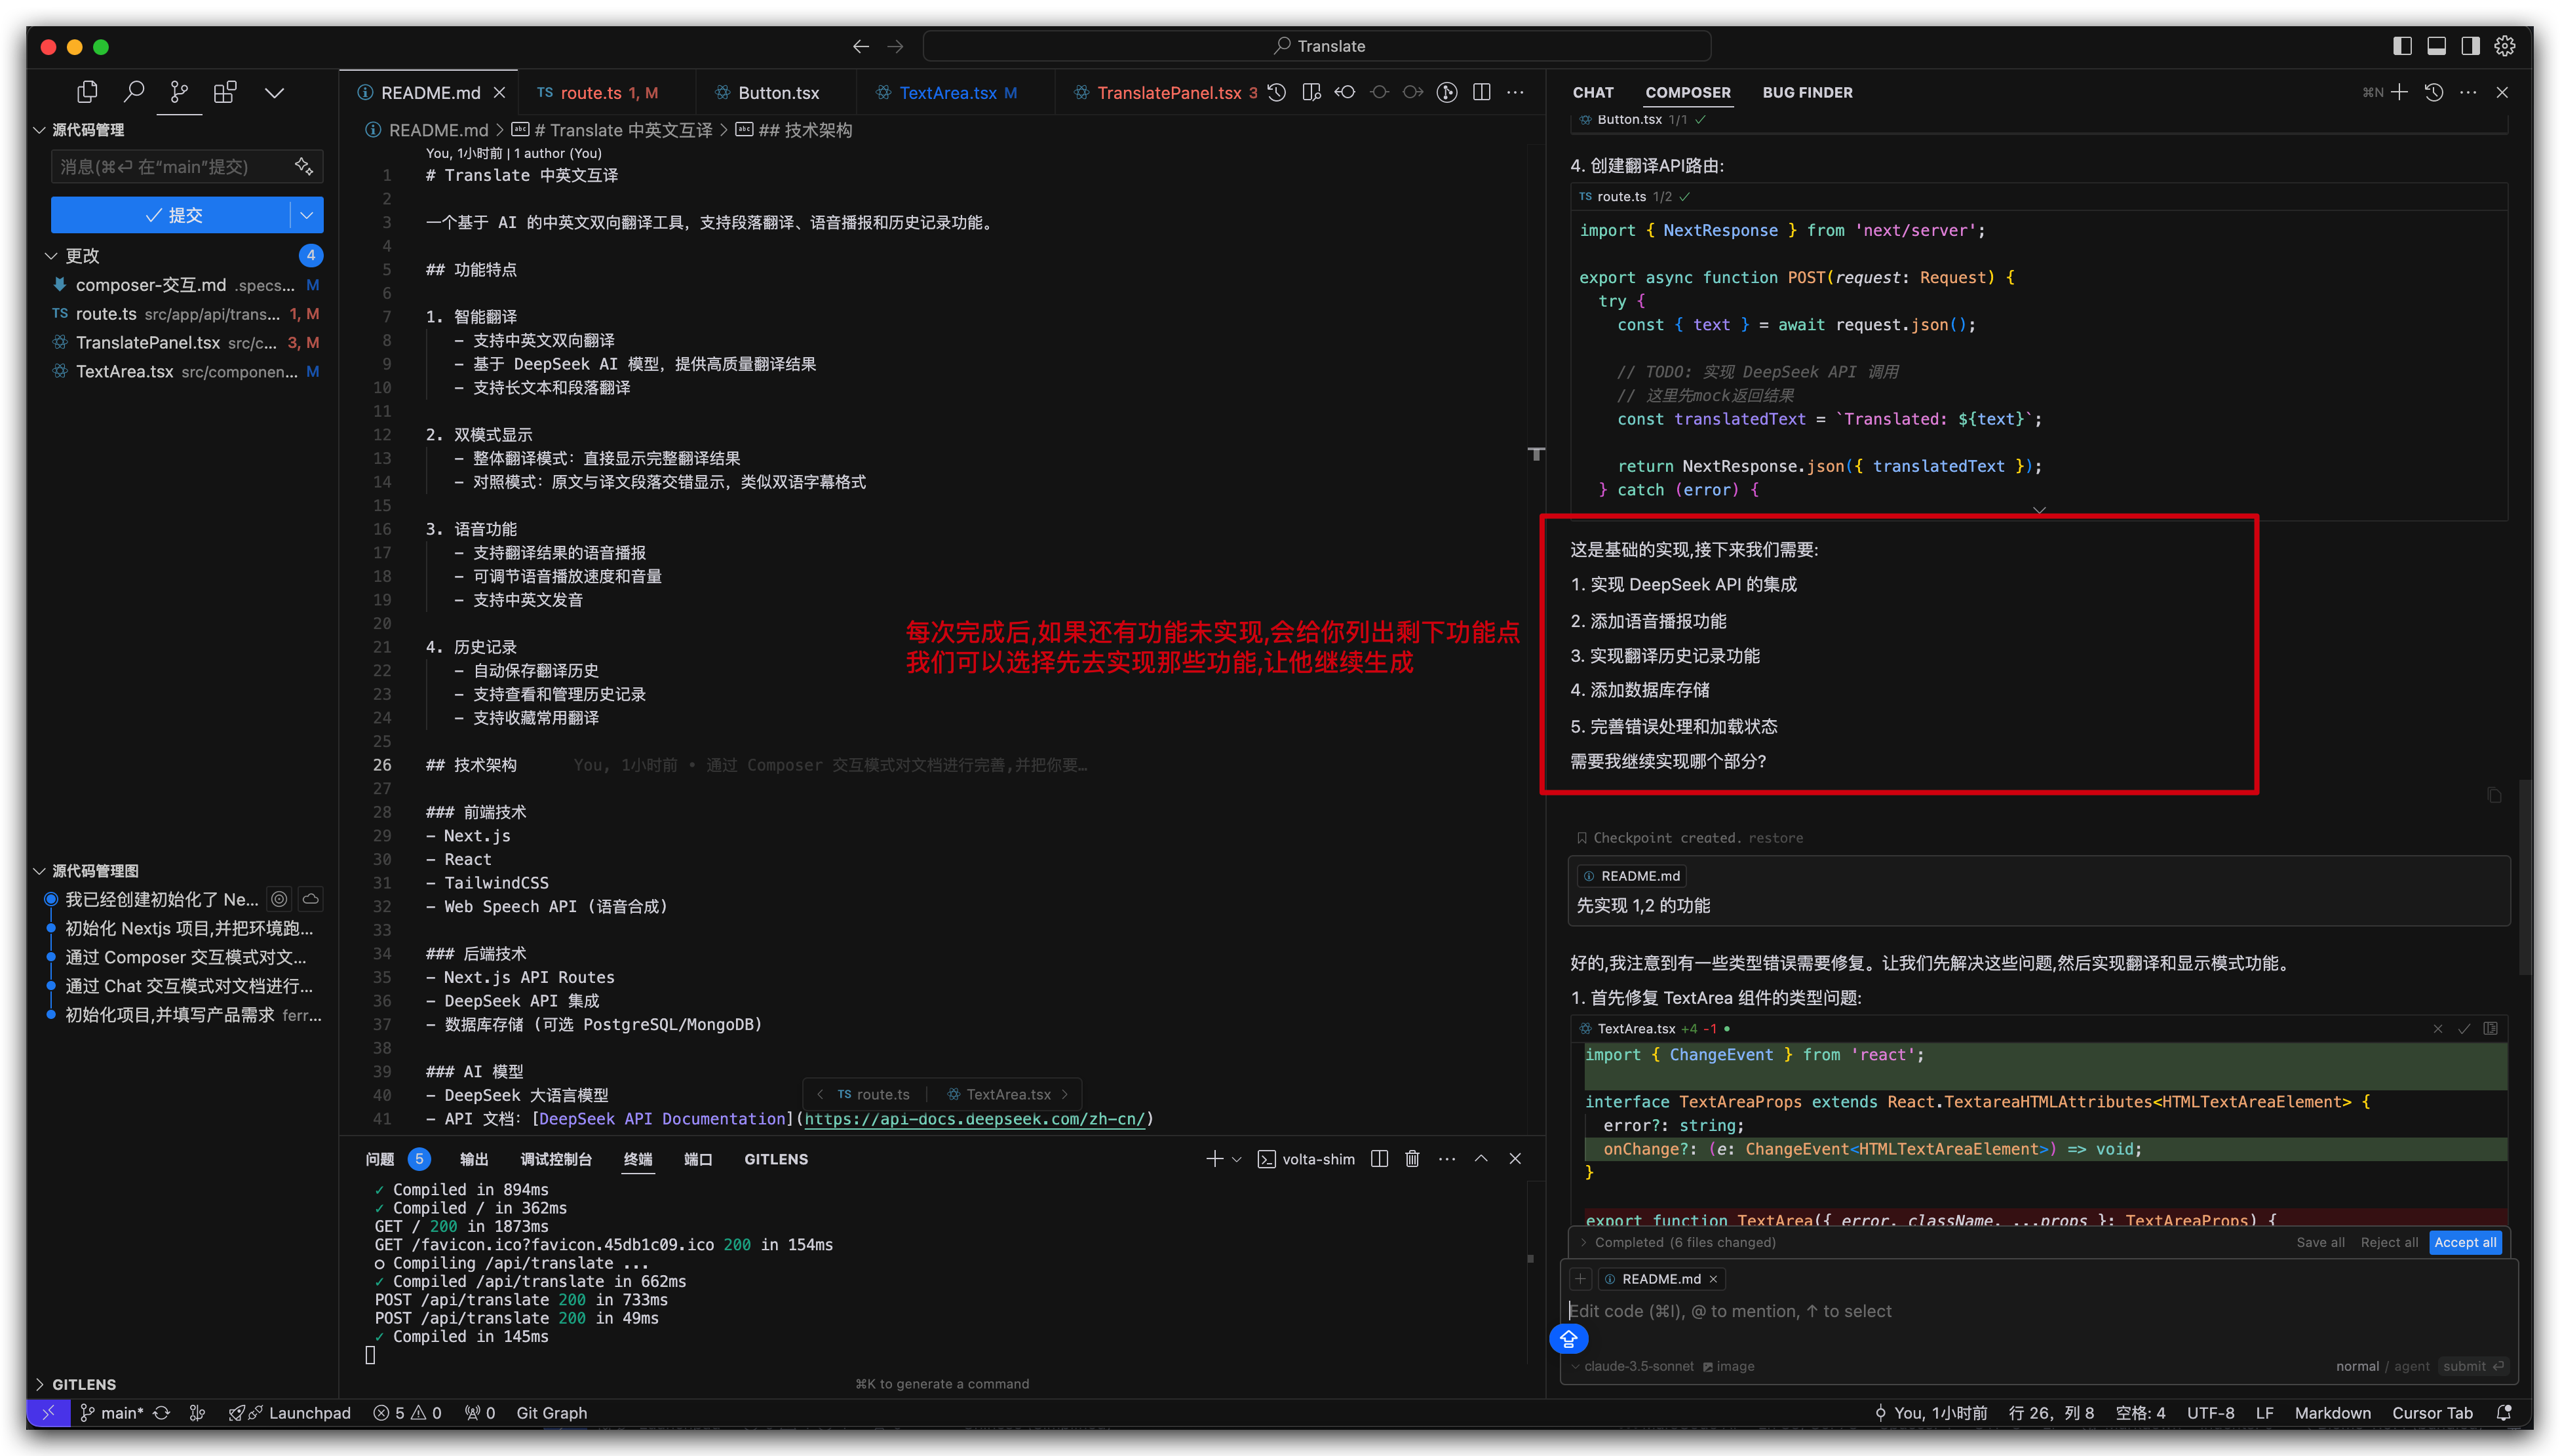 Translate
README.md
TS route.ts 1, M
Button.tsx
TextArea.tsx M
TranslatePanel.tsx 3
CHAT
COMPOSER
BUG FINDER
⌘N
源代码管理
消息(⌘⏎ 在“main”提交)
提交
更改
4
composer-交互.md .specs... M
TS route.ts src/app/api/trans... 1, M
TranslatePanel.tsx src/c... 3, M
TextArea.tsx src/componen... M
源代码管理图
我已经创建初始化了 Ne...
初始化 Nextjs 项目,并把环境跑...
通过 Composer 交互模式对文...
通过 Chat 交互模式对文档进行...
初始化项目,并填写产品需求 ferr...
GITLENS
README.md > # Translate 中英文互译 > ## 技术架构
You, 1小时前 | 1 author (You)
1 # Translate 中英文互译
2
3 一个基于 AI 的中英文双向翻译工具，支持段落翻译、语音播报和历史记录功能。
4
5 ## 功能特点
6
7 1. 智能翻译
8 - 支持中英文双向翻译
9 - 基于 DeepSeek AI 模型，提供高质量翻译结果
10 - 支持长文本和段落翻译
11
12 2. 双模式显示
13 - 整体翻译模式：直接显示完整翻译结果
14 - 对照模式：原文与译文段落交错显示，类似双语字幕格式
15
16 3. 语音功能
17 - 支持翻译结果的语音播报
18 - 可调节语音播放速度和音量
19 - 支持中英文发音
20
21 4. 历史记录
22 - 自动保存翻译历史
23 - 支持查看和管理历史记录
24 - 支持收藏常用翻译
25
26 ## 技术架构 You, 1小时前 • 通过 Composer 交互模式对文档进行完善,并把你要…
27
28 ### 前端技术
29 - Next.js
30 - React
31 - TailwindCSS
32 - Web Speech API (语音合成)
33
34 ### 后端技术
35 - Next.js API Routes
36 - DeepSeek API 集成
37 - 数据库存储 (可选 PostgreSQL/MongoDB)
38
39 ### AI 模型
40 - DeepSeek 大语言模型
41 - API 文档：[DeepSeek API Documentation](https://api-docs.deepseek.com/zh-cn/)
TS route.ts
TextArea.tsx
每次完成后,如果还有功能未实现,会给你列出剩下功能点
我们可以选择先去实现那些功能,让他继续生成
问题 5
输出
调试控制台
终端
端口
GITLENS
volta-shim
✓ Compiled in 894ms
✓ Compiled / in 362ms
GET / 200 in 1873ms
GET /favicon.ico?favicon.45db1c09.ico 200 in 154ms
○ Compiling /api/translate ...
✓ Compiled /api/translate in 662ms
POST /api/translate 200 in 733ms
POST /api/translate 200 in 49ms
✓ Compiled in 145ms
⌘K to generate a command
Button.tsx 1/1 ✓
4. 创建翻译API路由:
TS route.ts 1/2 ✓
import { NextResponse } from 'next/server';
export async function POST(request: Request) {
try {
const { text } = await request.json();
// TODO: 实现 DeepSeek API 调用
// 这里先mock返回结果
const translatedText = `Translated: ${text}`;
return NextResponse.json({ translatedText });
} catch (error) {
这是基础的实现,接下来我们需要:
1. 实现 DeepSeek API 的集成
2. 添加语音播报功能
3. 实现翻译历史记录功能
4. 添加数据库存储
5. 完善错误处理和加载状态
需要我继续实现哪个部分?
Checkpoint created. restore
README.md
先实现 1,2 的功能
好的,我注意到有一些类型错误需要修复。让我们先解决这些问题,然后实现翻译和显示模式功能。
1. 首先修复 TextArea 组件的类型问题:
TextArea.tsx +4 -1 •
import { ChangeEvent } from 'react';
interface TextAreaProps extends React.TextareaHTMLAttributes<HTMLTextAreaElement> {
error?: string;
onChange?: (e: ChangeEvent<HTMLTextAreaElement>) => void;
}
export function TextArea({ error, className, ...props }: TextAreaProps) {
Completed (6 files changed)
Save all
Reject all
Accept all
README.md
Edit code (⌘I), @ to mention, ↑ to select
claude-3.5-sonnet
image
normal / agent submit ⏎
main*
Launchpad
5
0
0
Git Graph
You, 1小时前
行 26，列 8
空格: 4
UTF-8
LF
Markdown
Cursor Tab